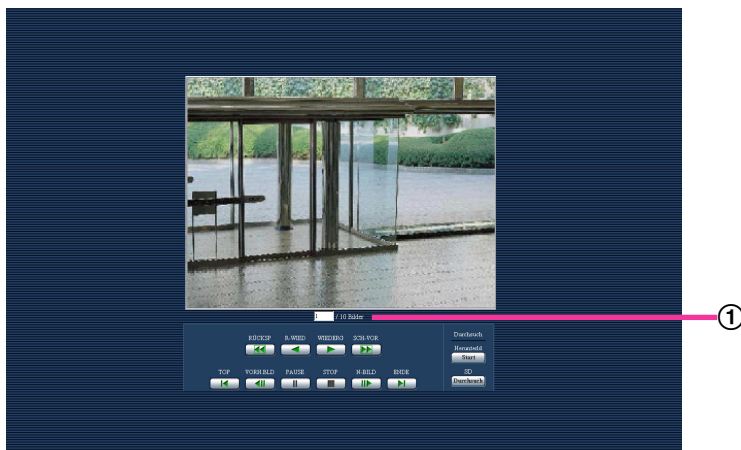 1 / 10 Bilder
①
RÜCKSP R-WIED WIEDERG SCH-VOR
TOP VORH BLD PAUSE STOP N-BILD ENDE
Durchsuch.
Herunterld
Start
SD
Durchsuch